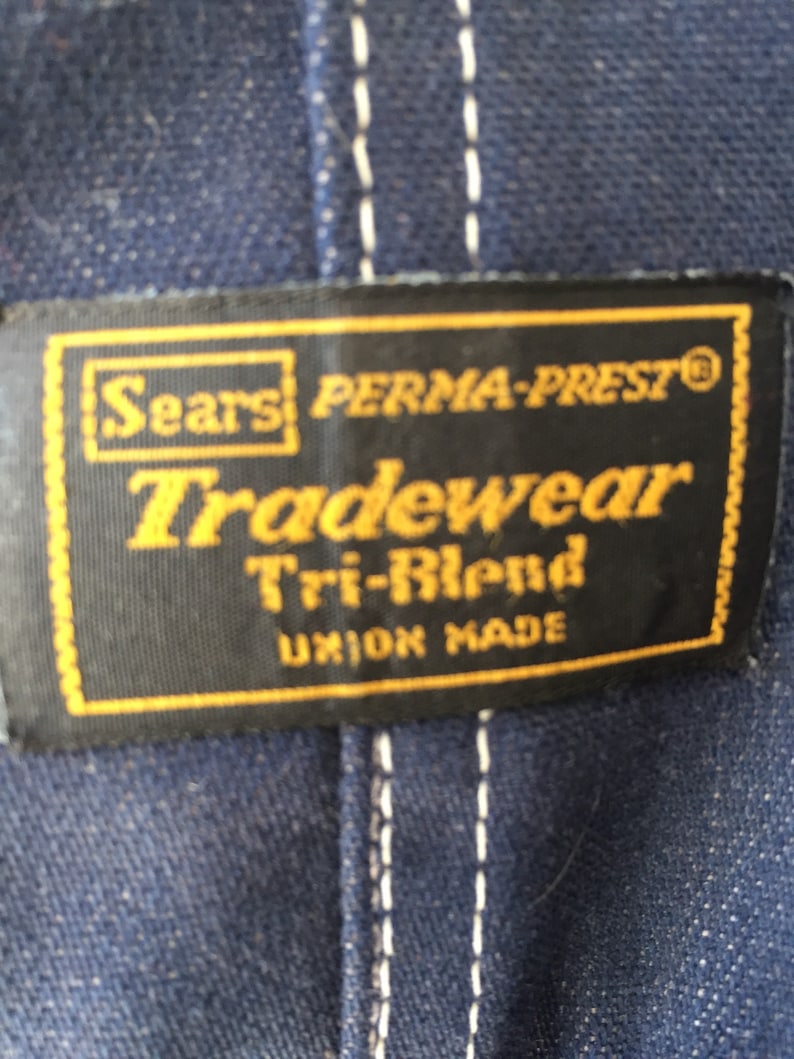 Sears PERMA-PREST®
Tradewear
Tri-Blend
UNION MADE